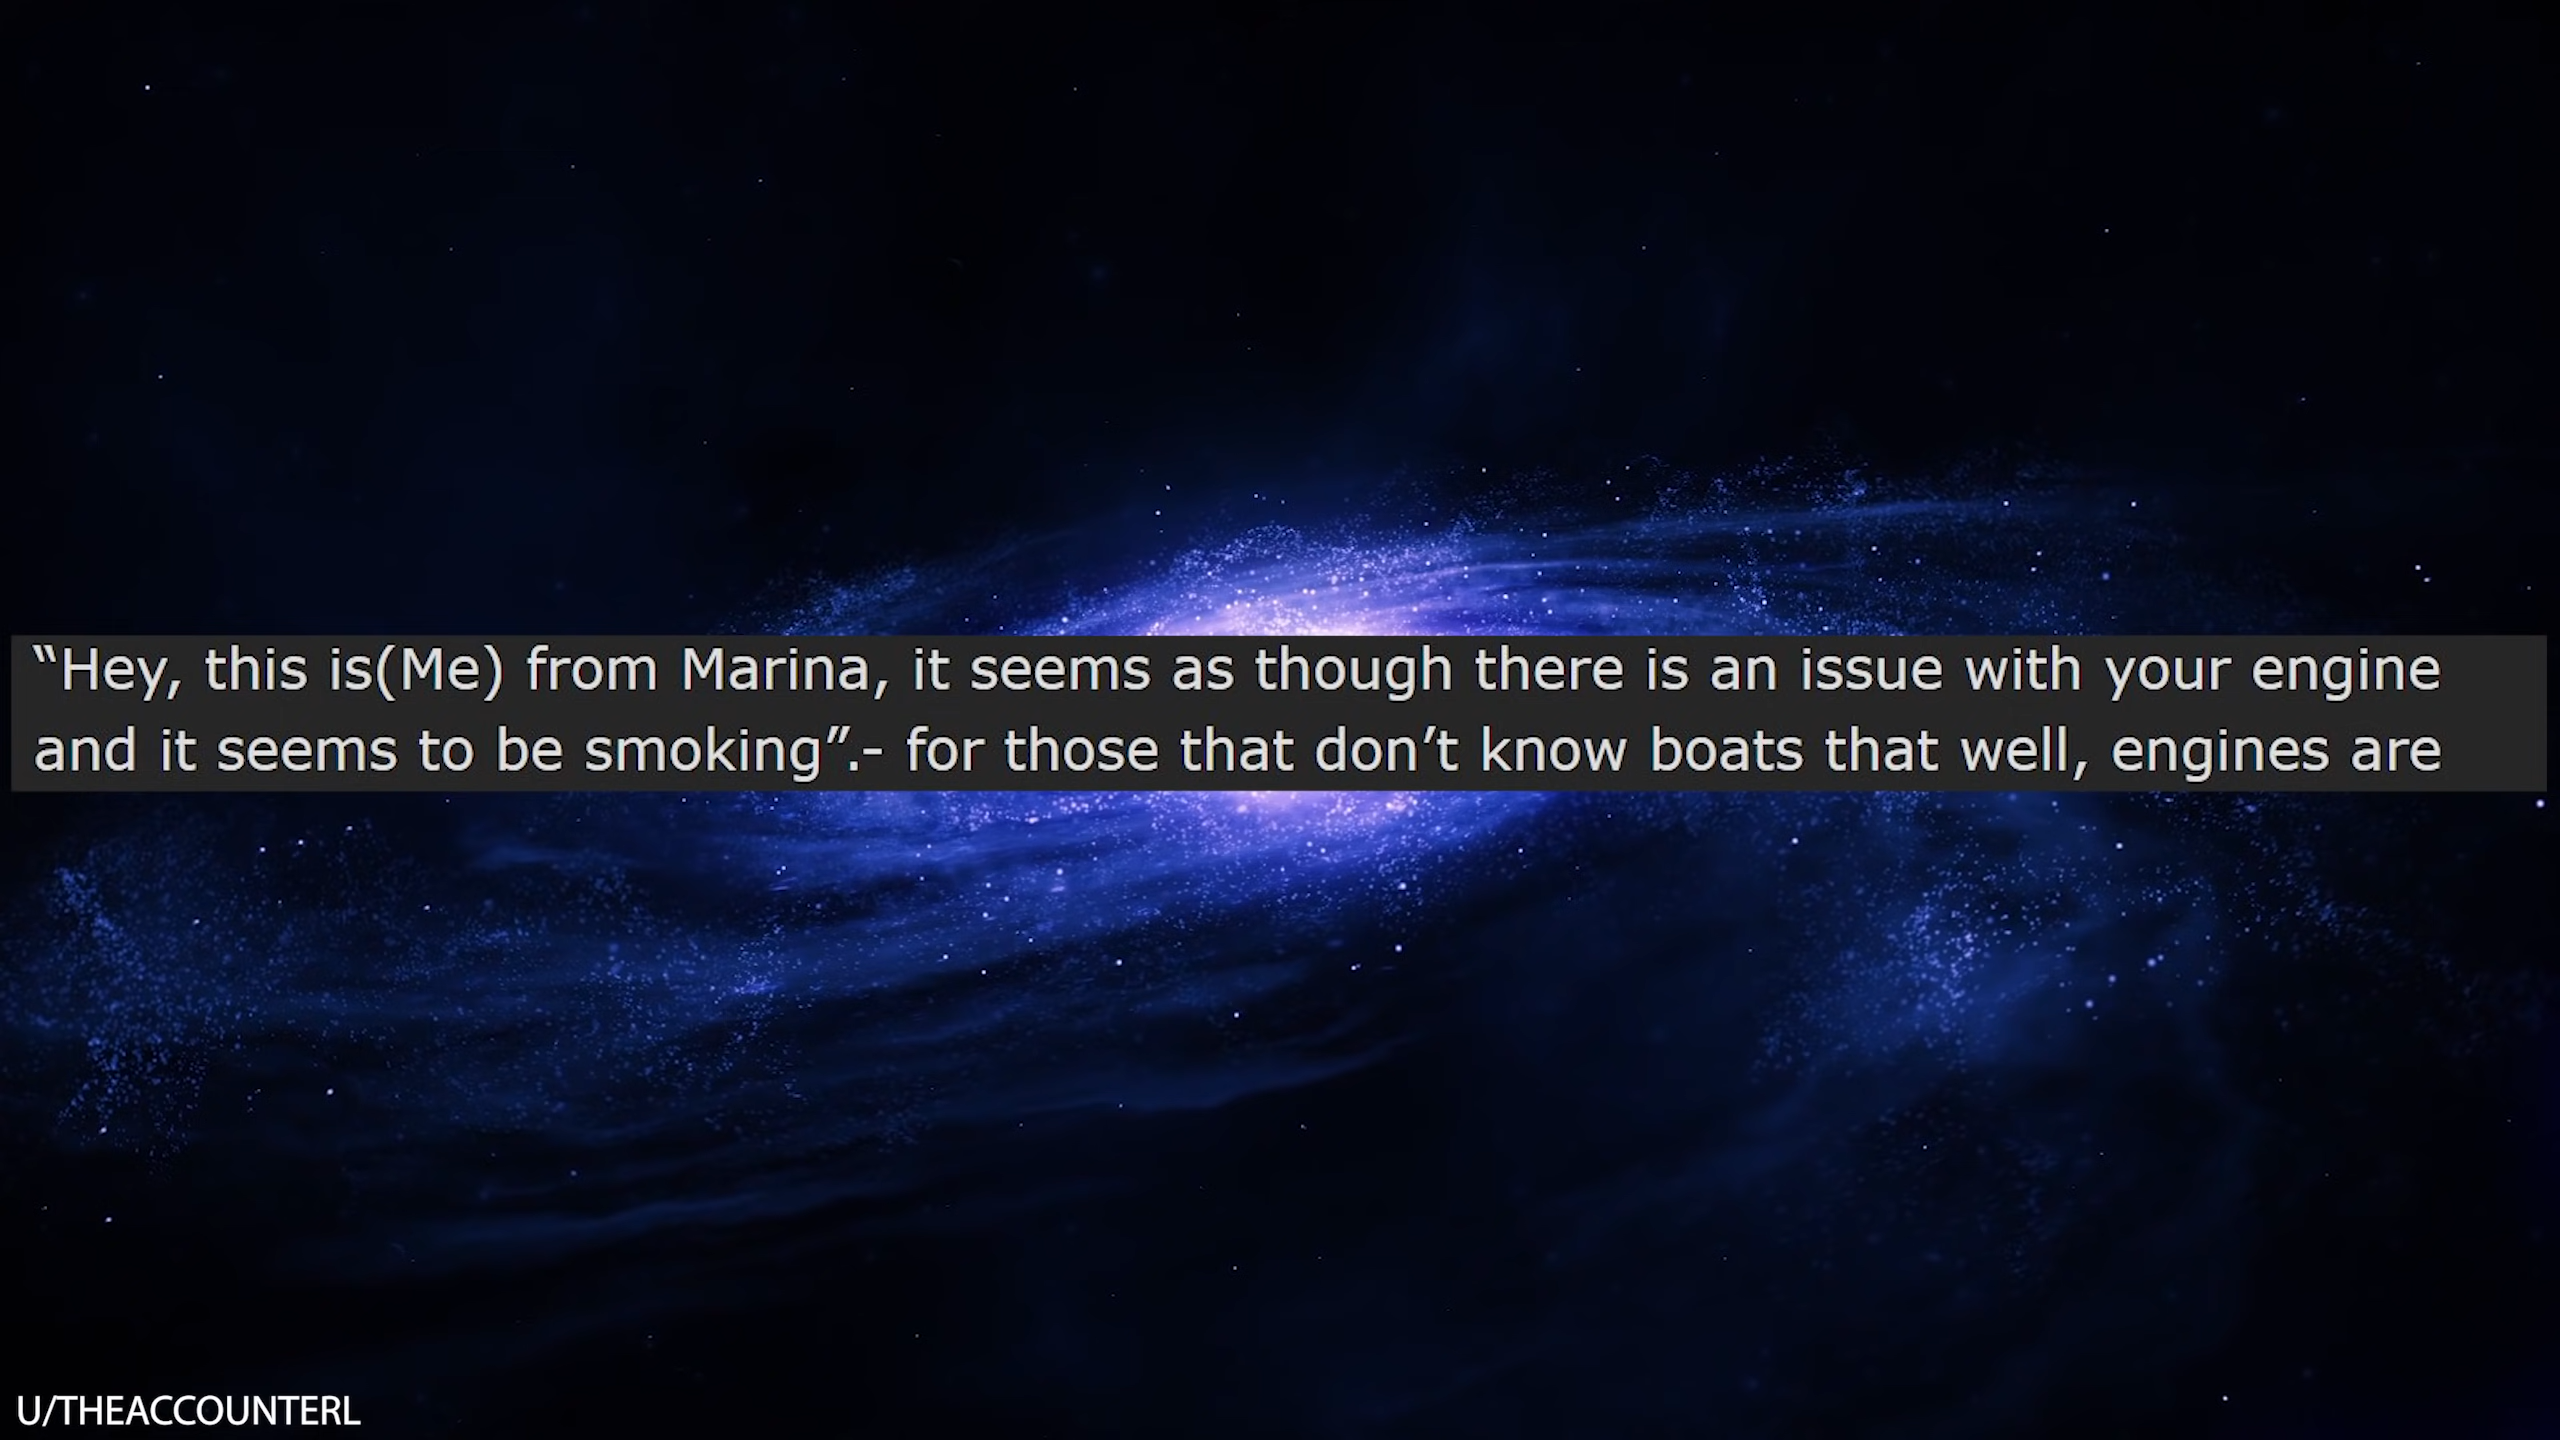 “Hey, this is(Me) from Marina, it seems as though there is an issue with your engine
and it seems to be smoking”.- for those that don’t know boats that well, engines are
U/THEACCOUNTERL